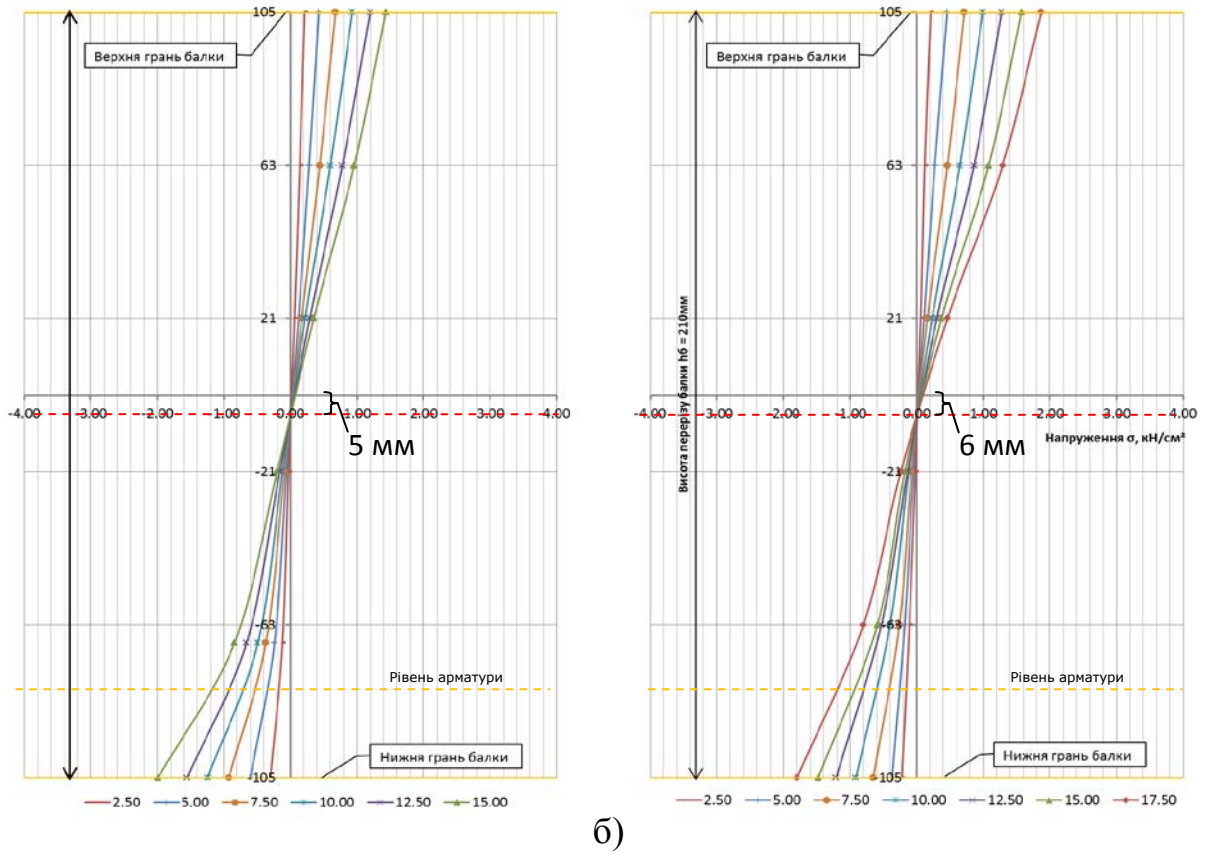 105
Верхня грань балки
63
21
-4.00 -3.00 -2.00 -1.00 0.00 1.00 2.00 3.00 4.00
5 мм
-21
-63
Рівень арматури
Нижня грань балки
-105
2.50 5.00 7.50 10.00 12.50 15.00
105
Верхня грань балки
63
21
Висота перерізу балки hб = 210мм
-4.00 -3.00 -2.00 -1.00 0.00 1.00 2.00 3.00 4.00
6 мм
Напруження σ, кН/см²
-21
-63
Рівень арматури
Нижня грань балки
-105
2.50 5.00 7.50 10.00 12.50 15.00 17.50
б)